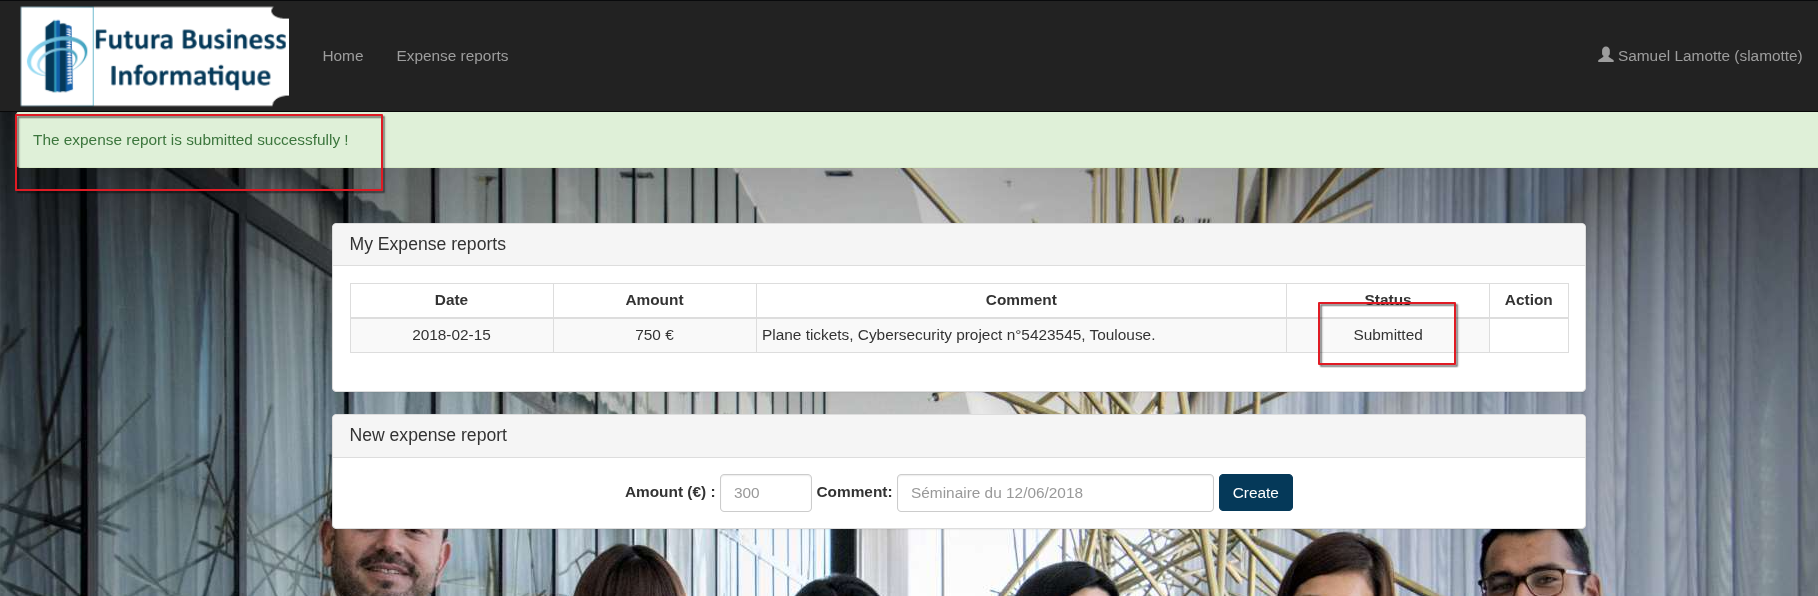 Futura Business
Informatique
Home
Expense reports
Samuel Lamotte (slamotte)
The expense report is submitted successfully !
My Expense reports
Date Amount Comment Status Action
2018-02-15 750 € Plane tickets, Cybersecurity project n°5423545, Toulouse. Submitted
New expense report
Amount (€) : 300 Comment: Séminaire du 12/06/2018 Create